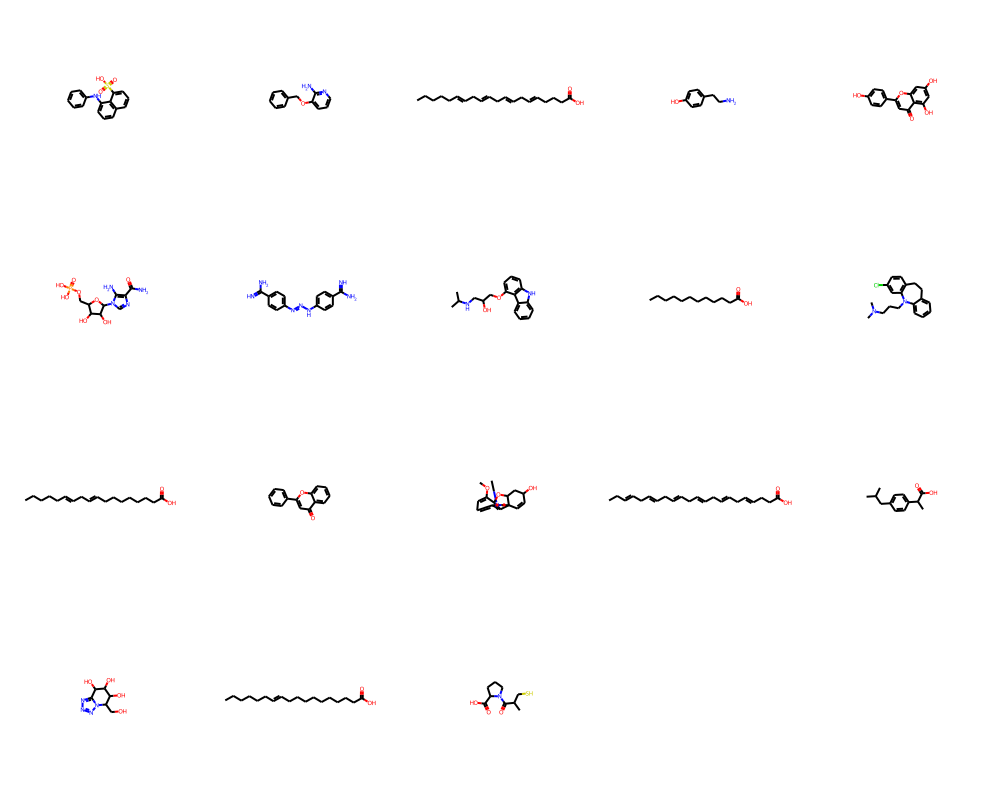 HO O NH O S
NH2 N O
O OH
HO NH2
HO O OH O OH
HO P O OH O O N N NH2 O NH2 HO OH
NH2 HN N N N H NH NH2
N H OH O NH
O OH
Cl N N
O OH
O O
O O N OH
O OH
O OH
HO OH OH OH N N N N
O OH
HO O N O SH